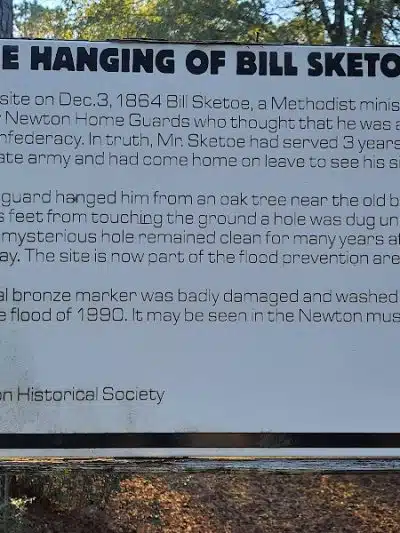 E HANGING OF BILL SKETO
site on Dec.3, 1864 Bill Sketoe, a Methodist minis
Newton Home Guards who thought that he was a
nfederacy. In truth, Mr. Sketoe had served 3 years
ate army and had come home on leave to see his si
guard hanged him from an oak tree near the old b
s feet from touching the ground a hole was dug un
mysterious hole remained clean for many years af
ay. The site is now part of the flood prevention are
al bronze marker was badly damaged and washed
e flood of 1990. It may be seen in the Newton mus
on Historical Society